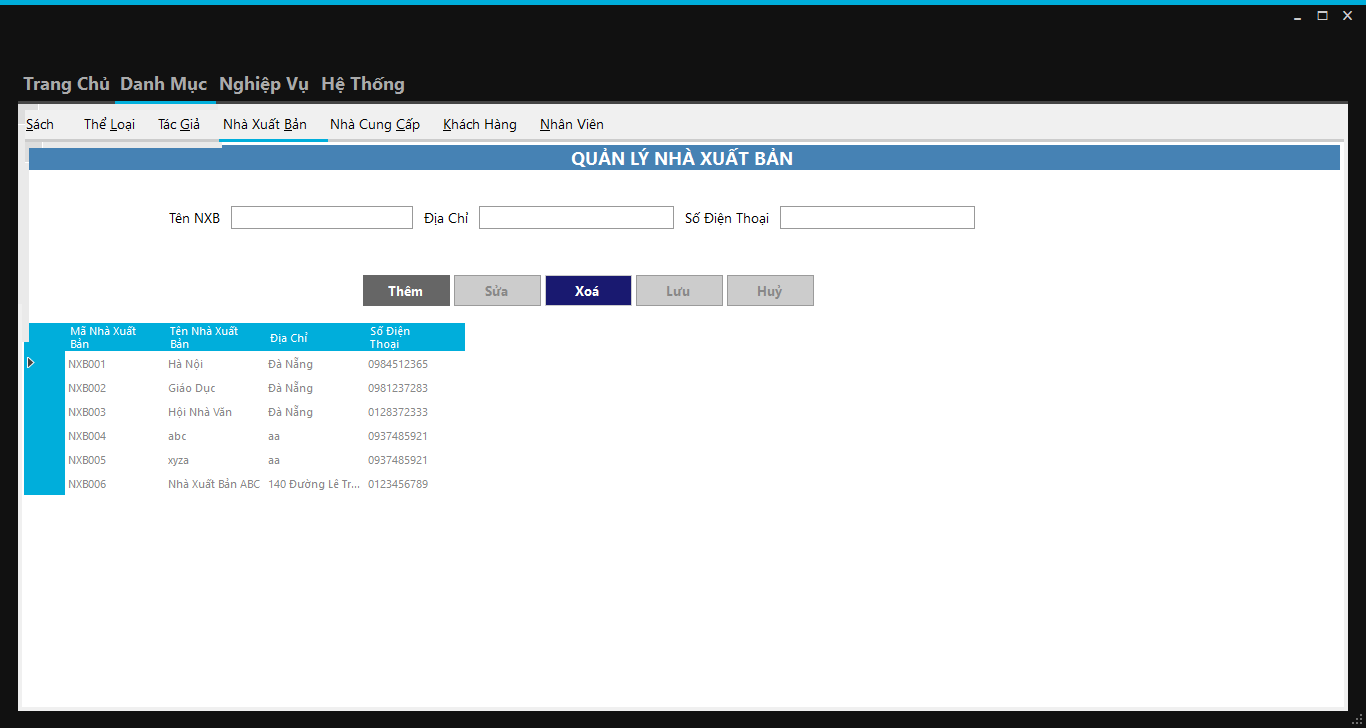 Trang Chủ Danh Mục Nghiệp Vụ Hệ Thống
Sách Thể Loại Tác Giả Nhà Xuất Bản Nhà Cung Cấp Khách Hàng Nhân Viên
QUẢN LÝ NHÀ XUẤT BẢN
Tên NXB Địa Chỉ Số Điện Thoại
Thêm Sửa Xoá Lưu Huỷ
Mã Nhà Xuất Bản Tên Nhà Xuất Bản Địa Chỉ Số Điện Thoại
NXB001 Hà Nội Đà Nẵng 0984512365
NXB002 Giáo Dục Đà Nẵng 0981237283
NXB003 Hội Nhà Văn Đà Nẵng 0128372333
NXB004 abc aa 0937485921
NXB005 xyza aa 0937485921
NXB006 Nhà Xuất Bản ABC 140 Đường Lê Tr... 0123456789